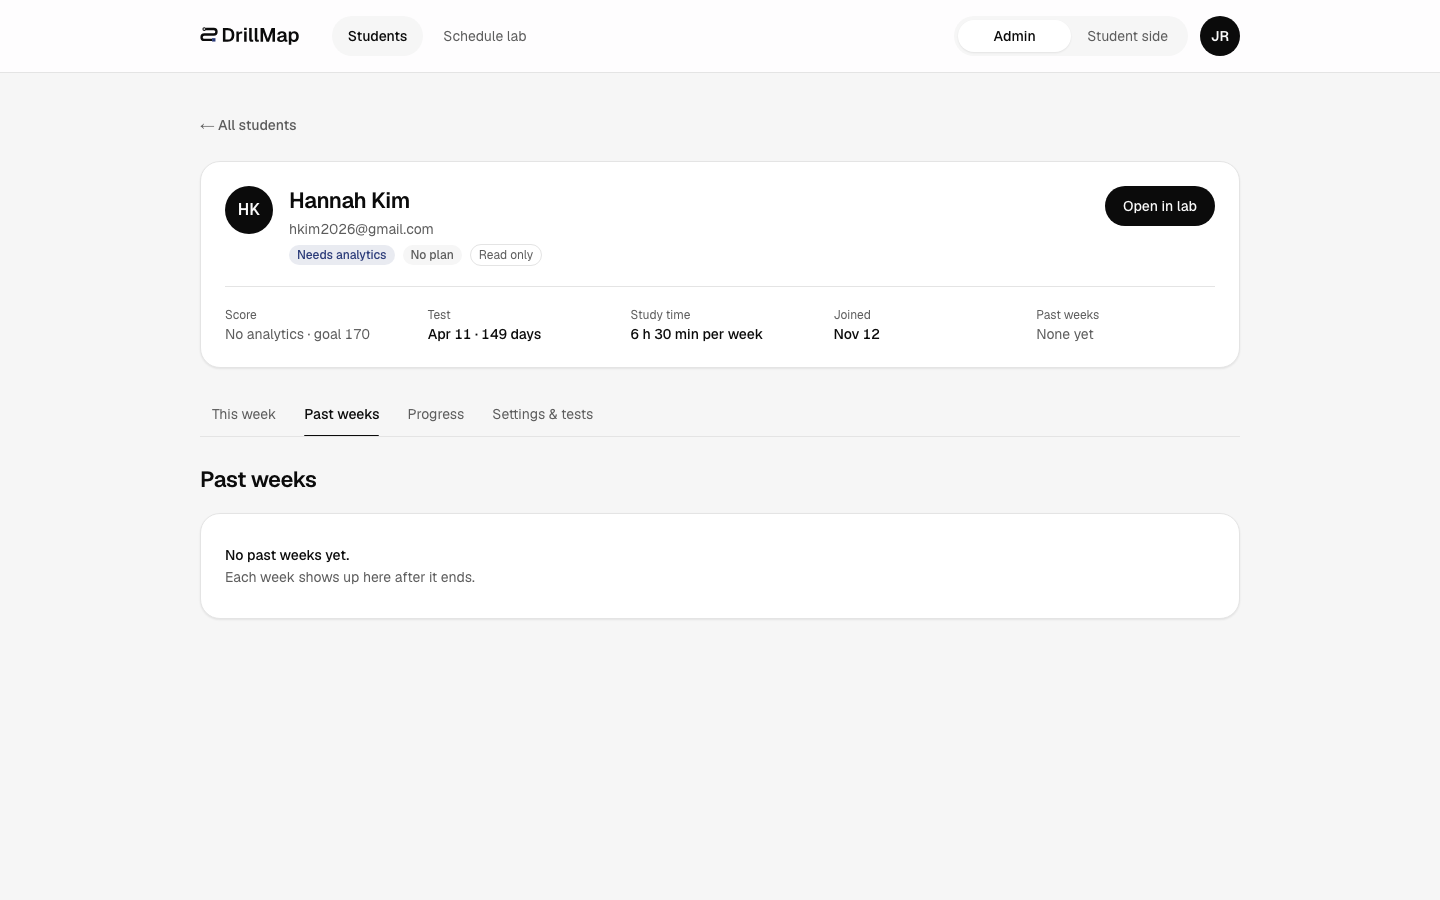 DrillMap
Students
Schedule lab
Admin
Student side
JR
← All students
HK
Hannah Kim
hkim2026@gmail.com
Needs analytics
No plan
Read only
Open in lab
Score
No analytics · goal 170
Test
Apr 11 · 149 days
Study time
6 h 30 min per week
Joined
Nov 12
Past weeks
None yet
This week
Past weeks
Progress
Settings & tests
Past weeks
No past weeks yet.
Each week shows up here after it ends.